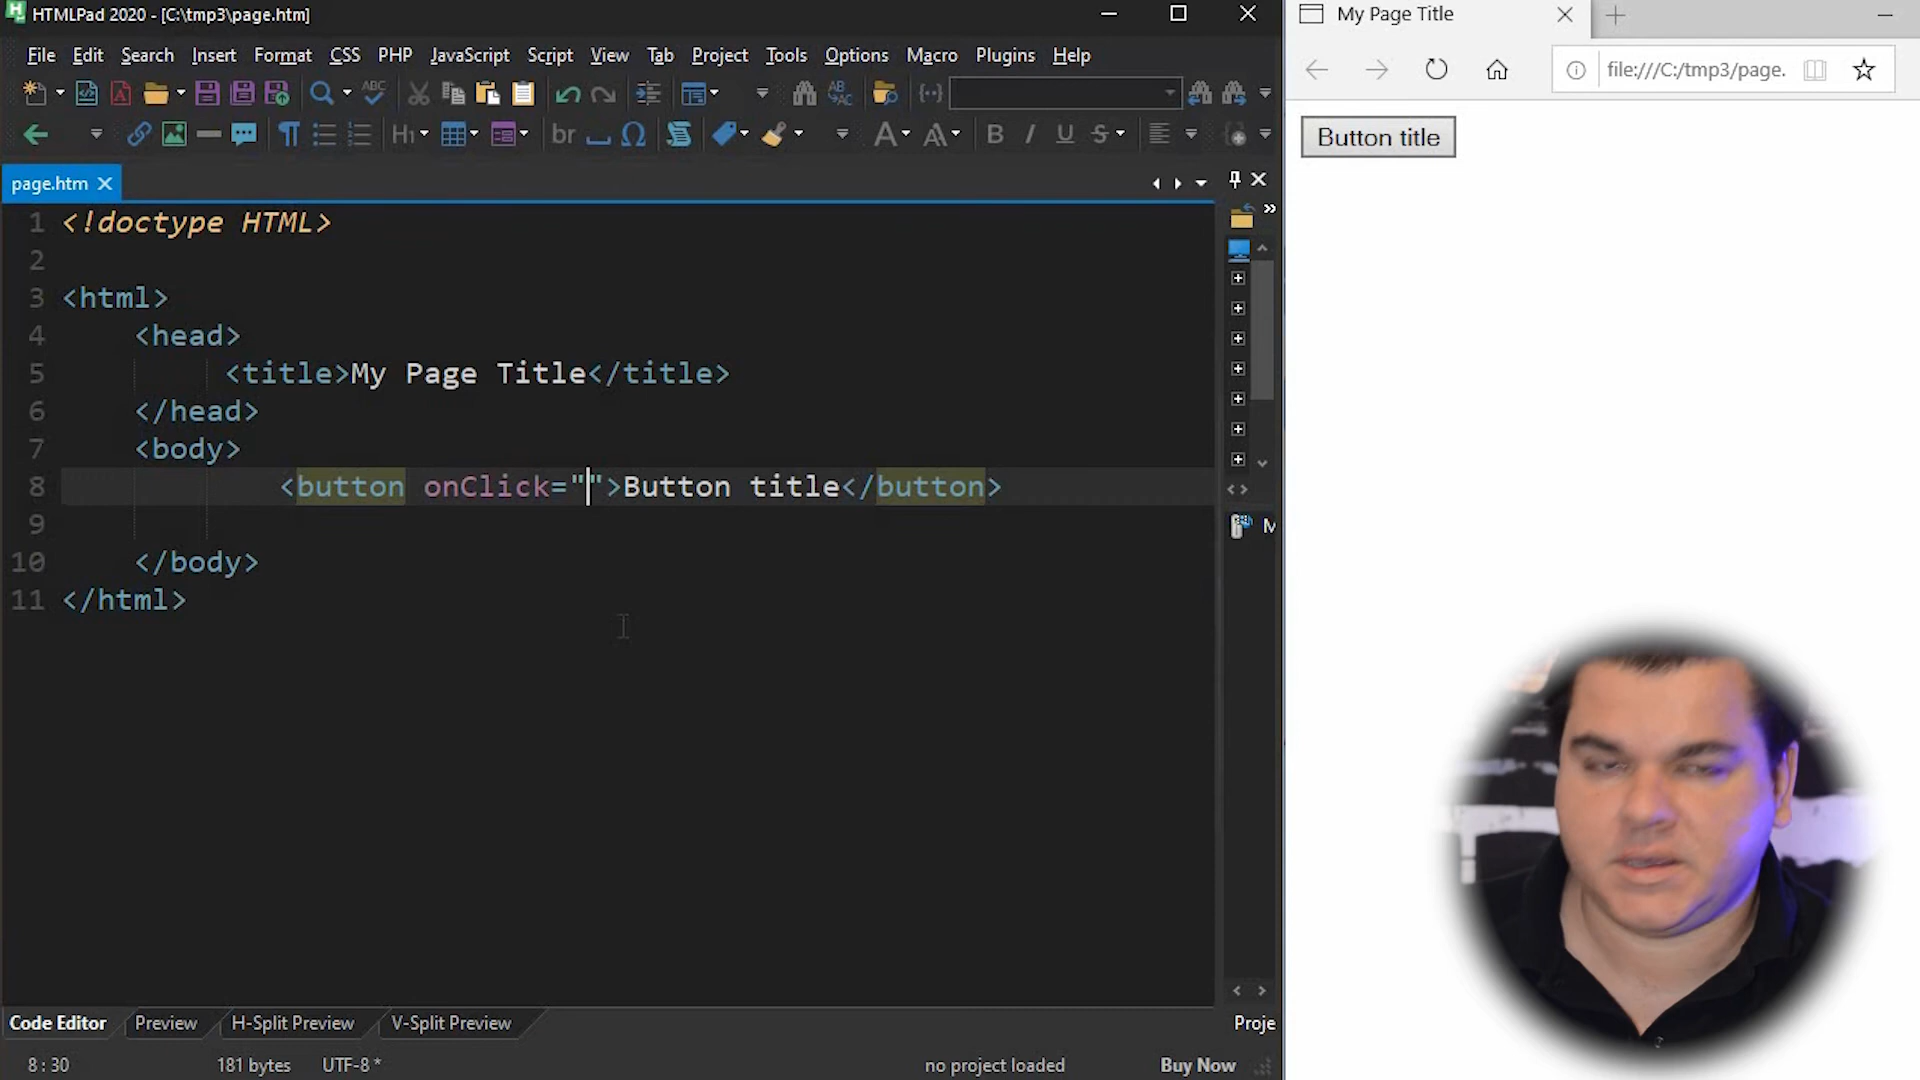 HTMLPad 2020 - [C:\tmp3\page.htm]
File Edit Search Insert Format CSS PHP JavaScript Script View Tab Project Tools Options Macro Plugins Help
ABC
H1 br Ω A A B I U S
page.htm
1 <!doctype HTML>
2
3 <html>
4 <head>
5 <title>My Page Title</title>
6 </head>
7 <body>
8 <button onClick="">Button title</button>
9
10 </body>
11 </html>
M
Code Editor Preview H-Split Preview V-Split Preview
Proje
8 : 30 181 bytes UTF-8 * no project loaded Buy Now
My Page Title
file:///C:/tmp3/page.
Button title